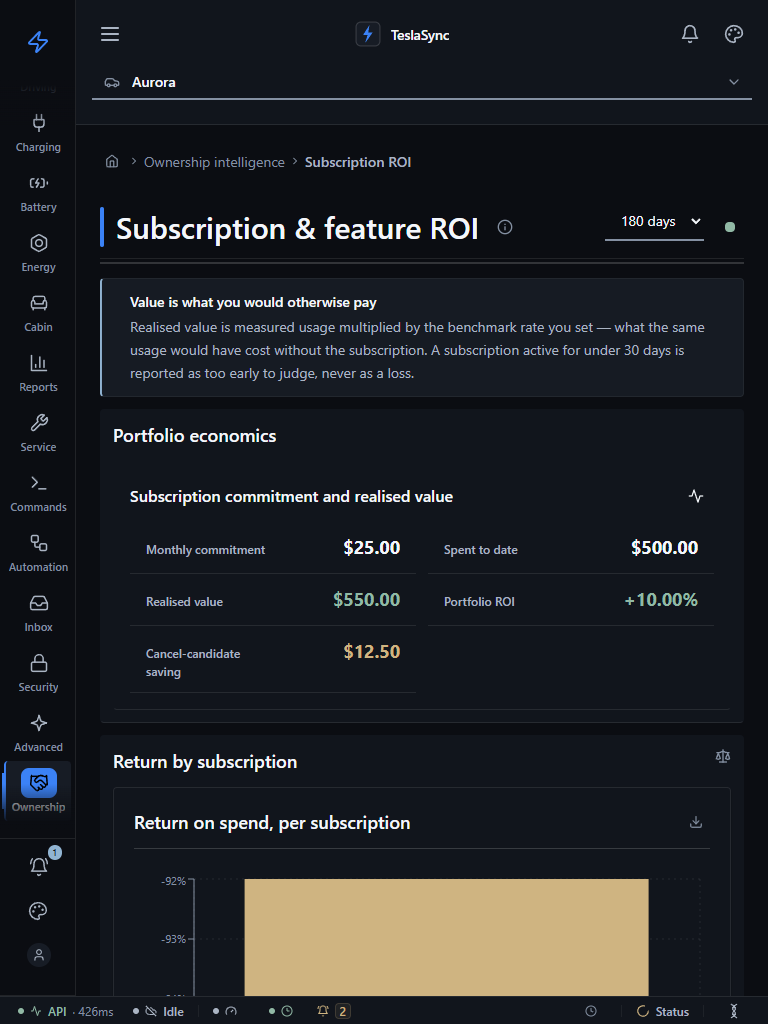 TeslaSync
Aurora
Charging
Battery
Energy
Cabin
Reports
Service
Commands
Automation
Inbox
Security
Advanced
Ownership
1
Ownership intelligence > Subscription ROI
Subscription & feature ROI
180 days
Value is what you would otherwise pay
Realised value is measured usage multiplied by the benchmark rate you set — what the same
usage would have cost without the subscription. A subscription active for under 30 days is
reported as too early to judge, never as a loss.
Portfolio economics
Subscription commitment and realised value
Monthly commitment $25.00
Spent to date $500.00
Realised value $550.00
Portfolio ROI +10.00%
Cancel-candidate
saving
$12.50
Return by subscription
Return on spend, per subscription
-92%
-93%
API · 426ms
Idle
2
Status